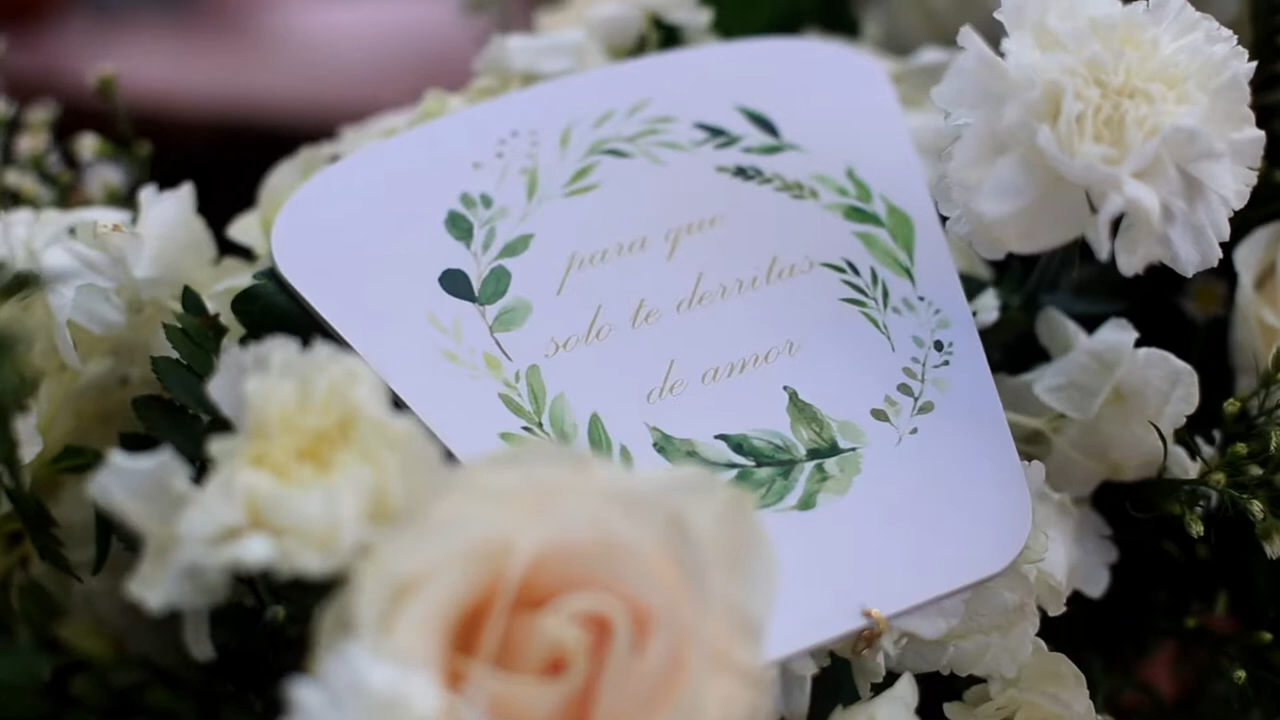 para que
solo te derritas
de amor